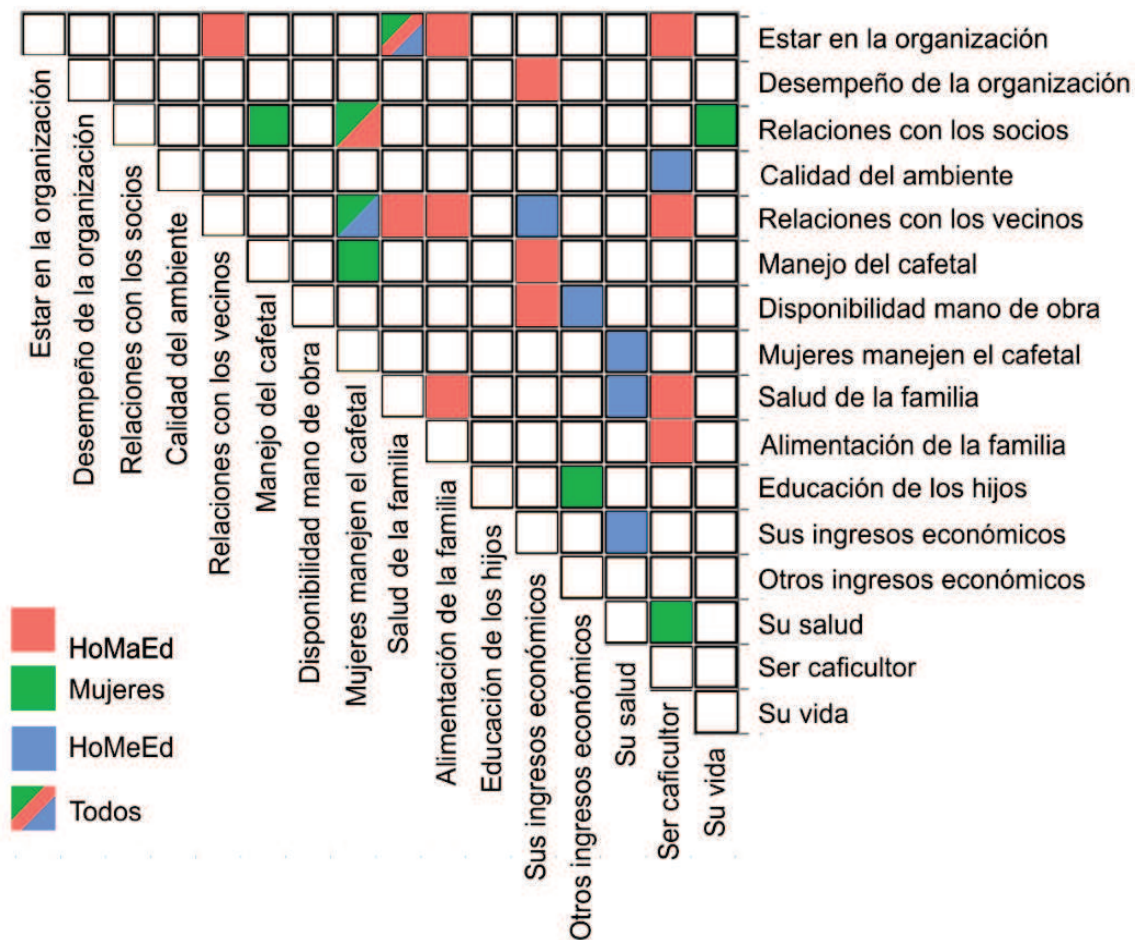 Estar en la organización
Desempeño de la organización
Relaciones con los socios
Calidad del ambiente
Relaciones con los vecinos
Manejo del cafetal
Disponibilidad mano de obra
Mujeres manejen el cafetal
Salud de la familia
Alimentación de la familia
Educación de los hijos
Sus ingresos económicos
Otros ingresos económicos
Su salud
Ser caficultor
Su vida
Estar en la organización
Desempeño de la organización
Relaciones con los socios
Calidad del ambiente
Relaciones con los vecinos
Manejo del cafetal
Disponibilidad mano de obra
Mujeres manejen el cafetal
Salud de la familia
Alimentación de la familia
Educación de los hijos
Sus ingresos económicos
Otros ingresos económicos
Su salud
Ser caficultor
Su vida
HoMaEd
Mujeres
HoMeEd
Todos